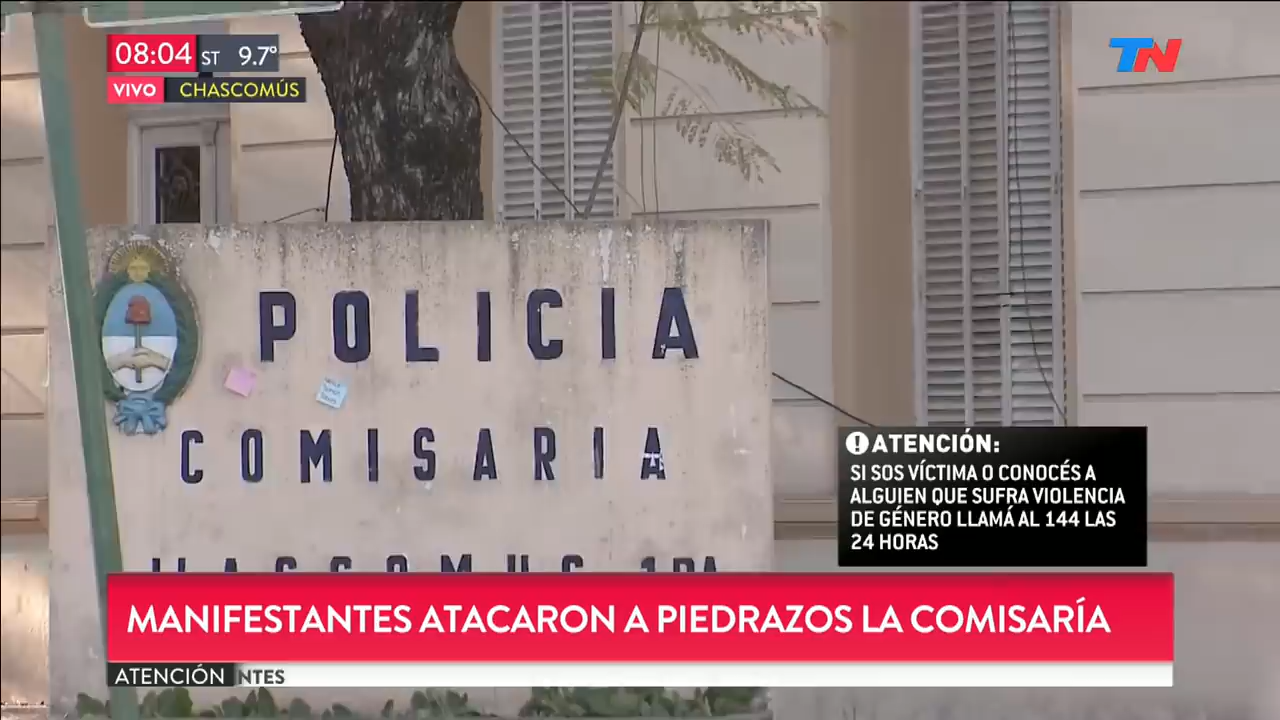 08:04 ST 9.7°
VIVO CHASCOMÚS
TN
POLICIA
COMISARIA
ATENCIÓN:
SI SOS VÍCTIMA O CONOCÉS A
ALGUIEN QUE SUFRA VIOLENCIA
DE GÉNERO LLAMÁ AL 144 LAS
24 HORAS
MANIFESTANTES ATACARON A PIEDRAZOS LA COMISARÍA
ATENCIÓN NTES